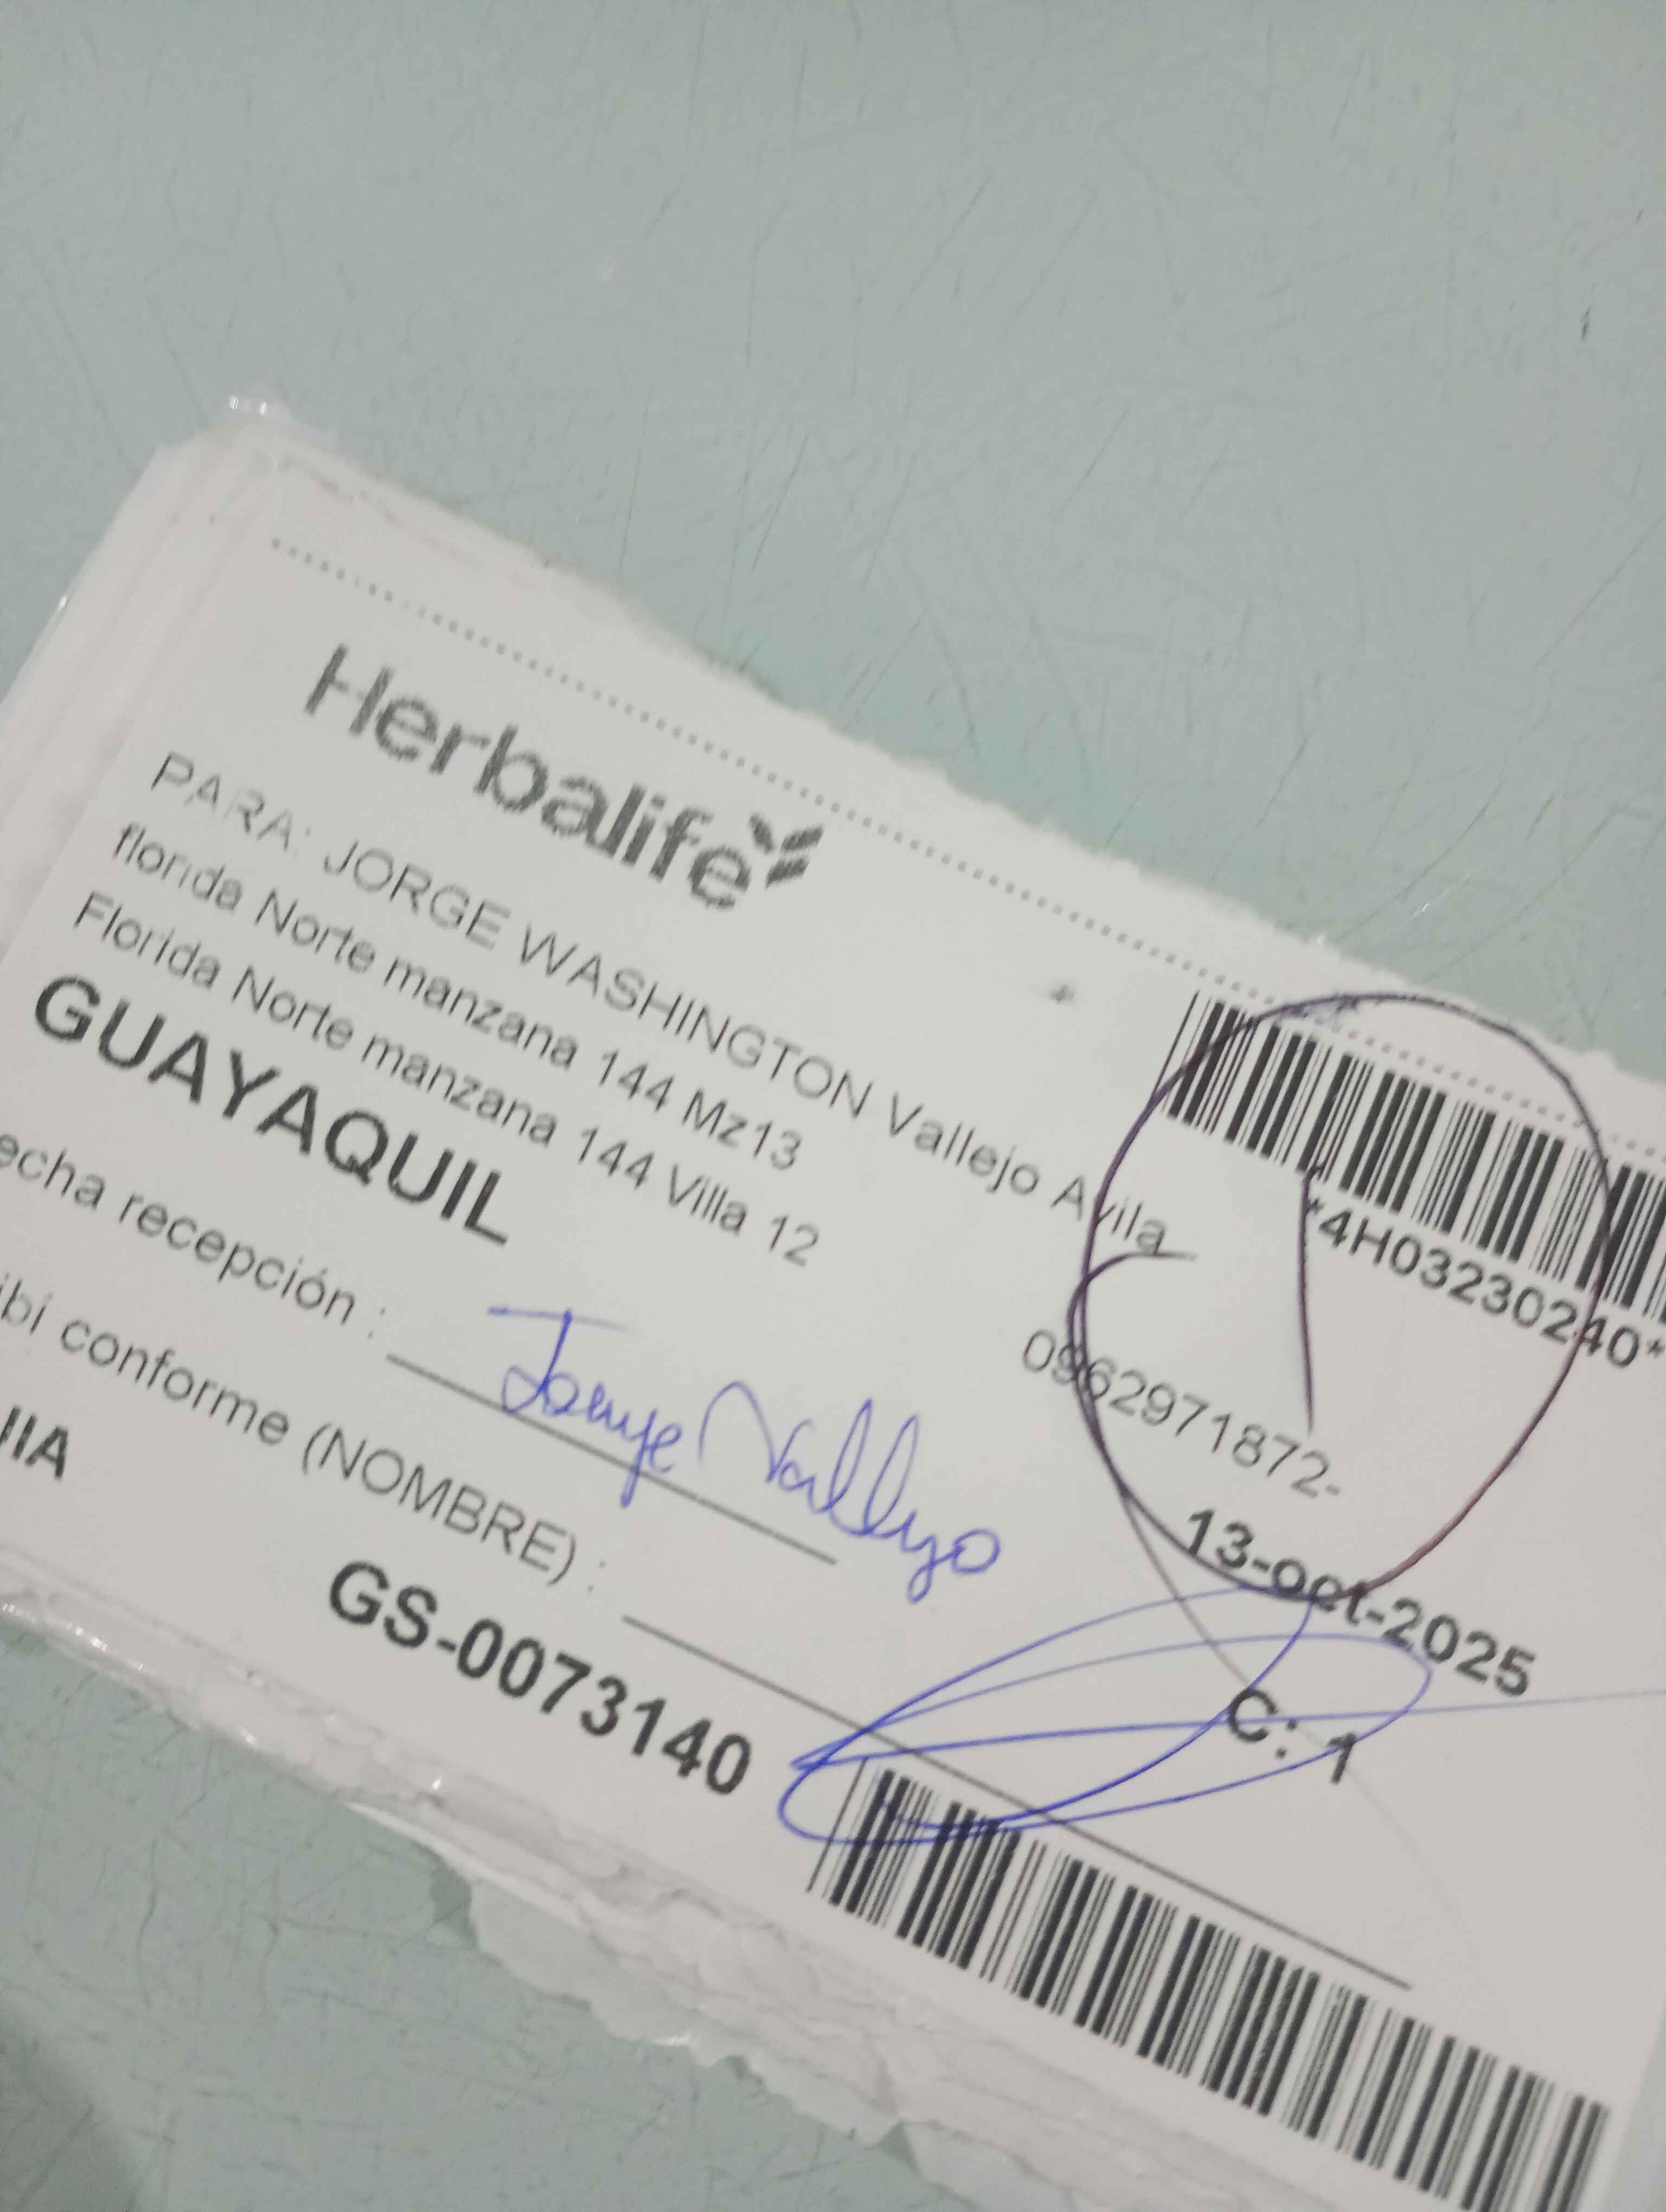 Herbalife
PARA: JORGE WASHINGTON Vallejo Avila
florida Norte manzana 144 Mz13
Florida Norte manzana 144 Villa 12
GUAYAQUIL
*4H03230240*
0962971872-
echa recepción :
Jorge Vallejo
13-oct-2025
ibi conforme (NOMBRE) :
C: 1
IIA
GS-0073140